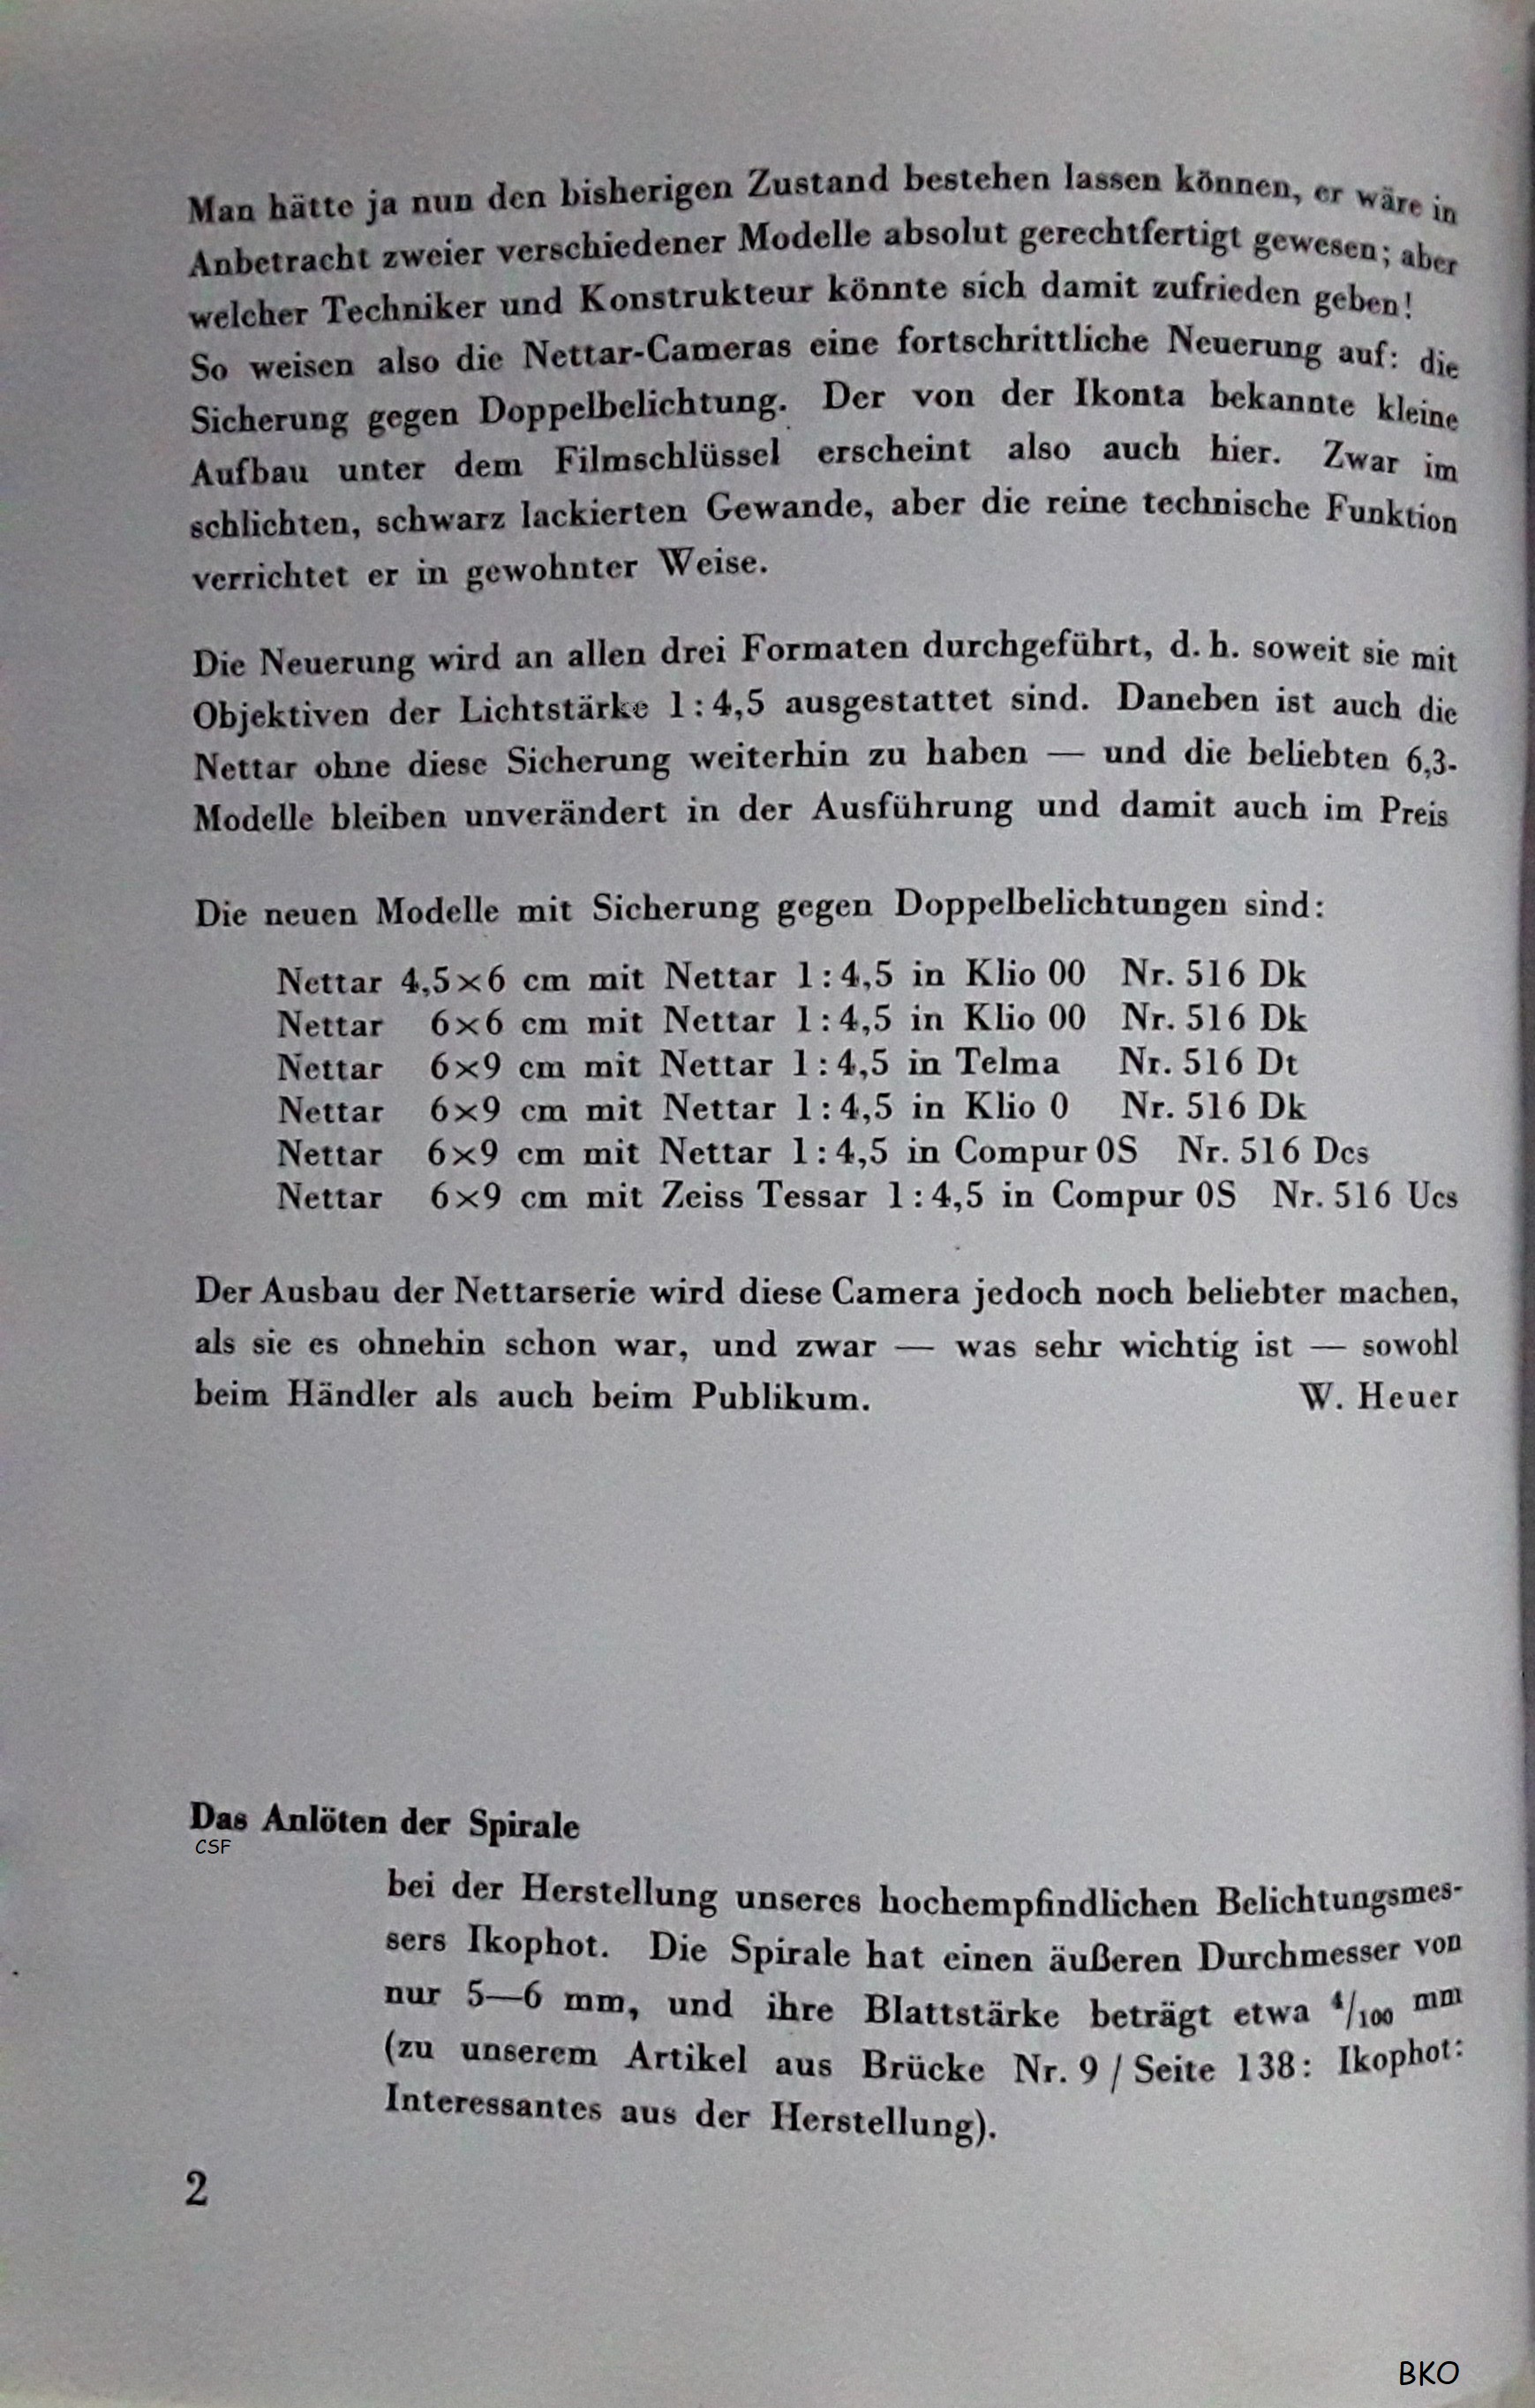 Man hätte ja nun den bisherigen Zustand bestehen lassen können, er wäre in
Anbetracht zweier verschiedener Modelle absolut gerechtfertigt gewesen; aber
welcher Techniker und Konstrukteur könnte sich damit zufrieden geben!
So weisen also die Nettar-Cameras eine fortschrittliche Neuerung auf: die
Sicherung gegen Doppelbelichtung. Der von der Ikonta bekannte kleine
Aufbau unter dem Filmschlüssel erscheint also auch hier. Zwar im
schlichten, schwarz lackierten Gewande, aber die reine technische Funktion
verrichtet er in gewohnter Weise.
Die Neuerung wird an allen drei Formaten durchgeführt, d. h. soweit sie mit
Objektiven der Lichtstärke 1 : 4,5 ausgestattet sind. Daneben ist auch die
Nettar ohne diese Sicherung weiterhin zu haben — und die beliebten 6,3-
Modelle bleiben unverändert in der Ausführung und damit auch im Preis
Die neuen Modelle mit Sicherung gegen Doppelbelichtungen sind:
Nettar 4,5×6 cm mit Nettar 1 : 4,5 in Klio 00 Nr. 516 Dk
Nettar 6×6 cm mit Nettar 1 : 4,5 in Klio 00 Nr. 516 Dk
Nettar 6×9 cm mit Nettar 1 : 4,5 in Telma Nr. 516 Dt
Nettar 6×9 cm mit Nettar 1 : 4,5 in Klio 0 Nr. 516 Dk
Nettar 6×9 cm mit Nettar 1 : 4,5 in Compur 0S Nr. 516 Dcs
Nettar 6×9 cm mit Zeiss Tessar 1 : 4,5 in Compur 0S Nr. 516 Ucs
Der Ausbau der Nettarserie wird diese Camera jedoch noch beliebter machen,
als sie es ohnehin schon war, und zwar — was sehr wichtig ist — sowohl
beim Händler als auch beim Publikum. W. Heuer
Das Anlöten der Spirale
CSF
bei der Herstellung unseres hochempfindlichen Belichtungsmes-
sers Ikophot. Die Spirale hat einen äußeren Durchmesser von
nur 5—6 mm, und ihre Blattstärke beträgt etwa 4/100 mm
(zu unserem Artikel aus Brücke Nr. 9 / Seite 138: Ikophot:
Interessantes aus der Herstellung).
2
BKO